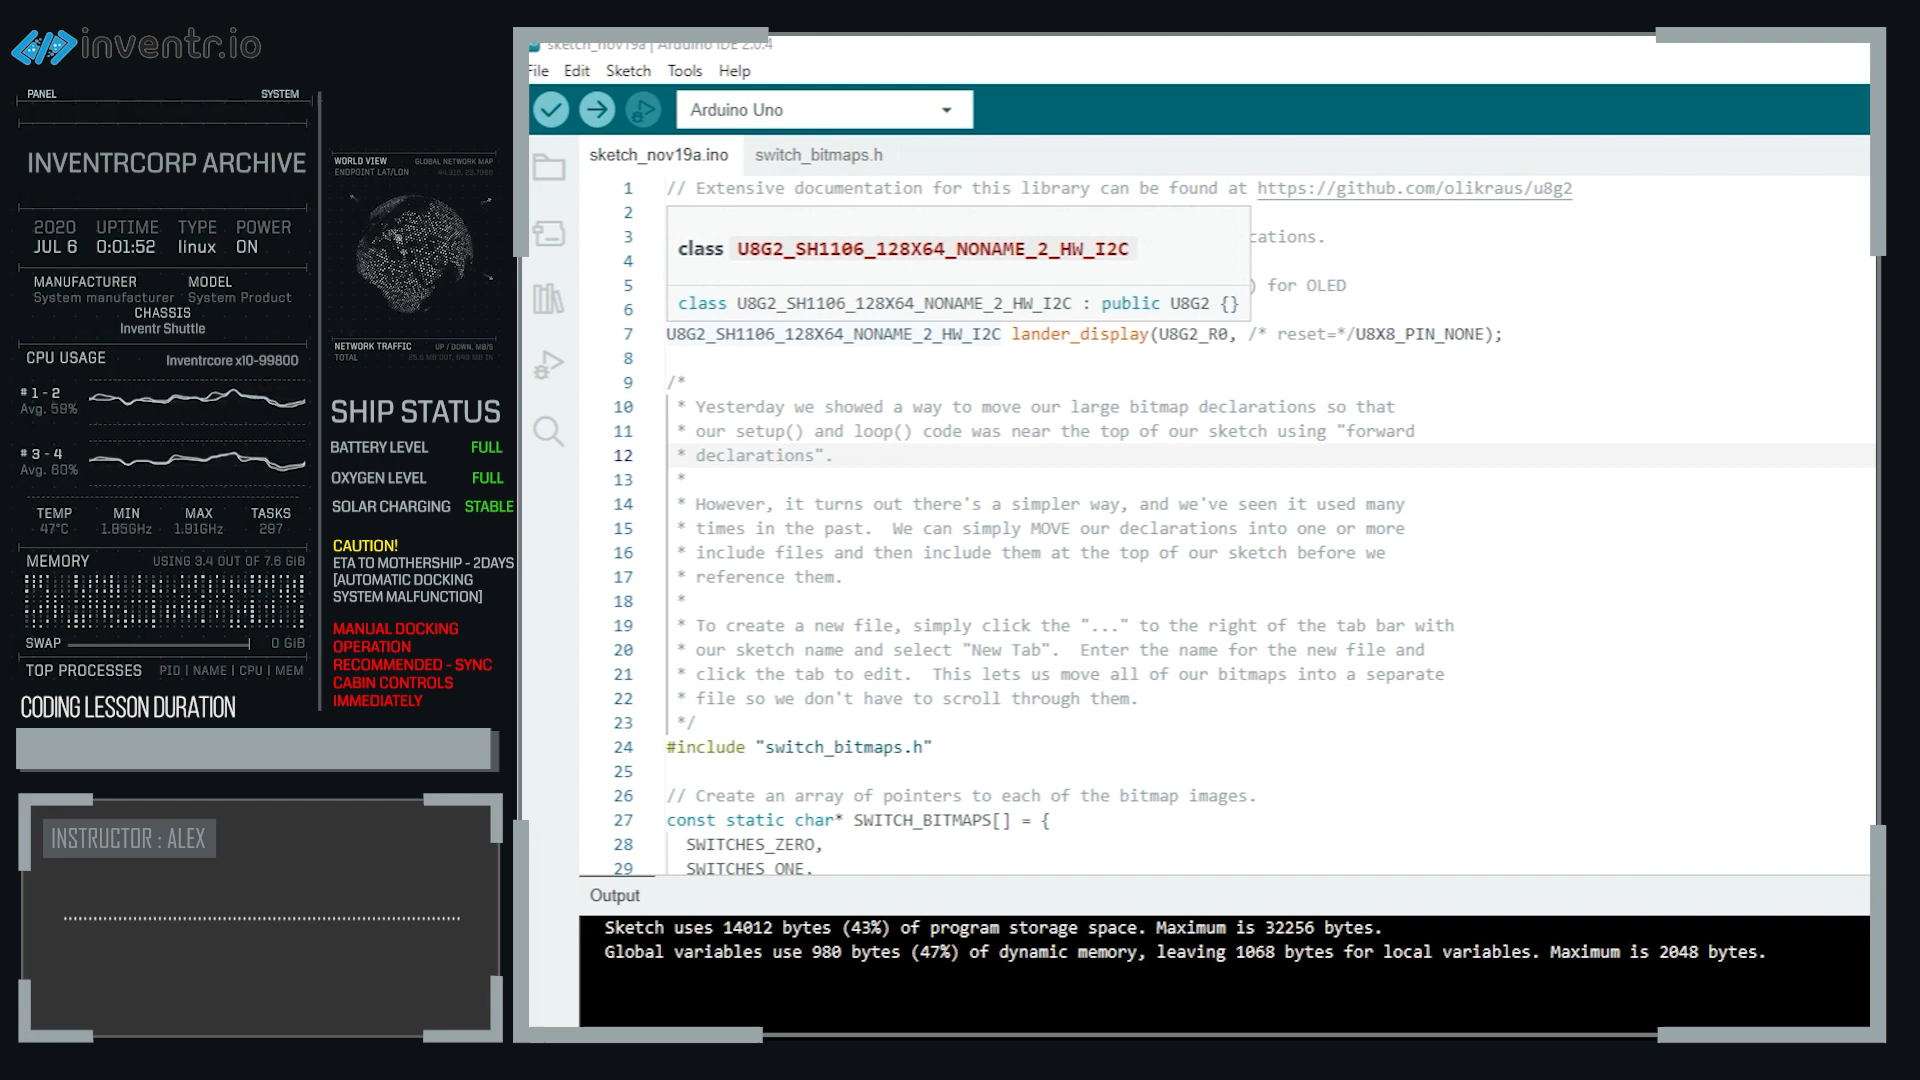 inventr.io
PANEL
SYSTEM
INVENTRCORP ARCHIVE
2020 UPTIME TYPE POWER
JUL 6 0:01:52 linux ON
MANUFACTURER MODEL
System manufacturer System Product
CHASSIS
Inventr Shuttle
CPU USAGE Inventrcore x10-99800
# 1 - 2
Avg. 59%
# 3 - 4
Avg. 60%
TEMP MIN MAX TASKS
47°C 1.85GHz 1.91GHz 297
MEMORY USING 3.4 OUT OF 7.6 GiB
SWAP 0 GiB
TOP PROCESSES PID | NAME | CPU | MEM
CODING LESSON DURATION
WORLD VIEW GLOBAL NETWORK MAP
ENDPOINT LAT/LON
NETWORK TRAFFIC UP / DOWN, MB/S
TOTAL
SHIP STATUS
BATTERY LEVEL FULL
OXYGEN LEVEL FULL
SOLAR CHARGING STABLE
CAUTION!
ETA TO MOTHERSHIP - 2DAYS
[AUTOMATIC DOCKING
SYSTEM MALFUNCTION]
MANUAL DOCKING
OPERATION
RECOMMENDED - SYNC
CABIN CONTROLS
IMMEDIATELY
INSTRUCTOR : ALEX
sketch_nov19a | Arduino IDE 2.0.4
File Edit Sketch Tools Help
Arduino Uno
sketch_nov19a.ino switch_bitmaps.h
1 // Extensive documentation for this library can be found at https://github.com/olikraus/u8g2
2
3 cations.
class U8G2_SH1106_128X64_NONAME_2_HW_I2C
4
5 ) for OLED
6 class U8G2_SH1106_128X64_NONAME_2_HW_I2C : public U8G2 {}
7 U8G2_SH1106_128X64_NONAME_2_HW_I2C lander_display(U8G2_R0, /* reset=*/U8X8_PIN_NONE);
8
9 /*
10 * Yesterday we showed a way to move our large bitmap declarations so that
11 * our setup() and loop() code was near the top of our sketch using "forward
12 * declarations".
13 *
14 * However, it turns out there's a simpler way, and we've seen it used many
15 * times in the past.  We can simply MOVE our declarations into one or more
16 * include files and then include them at the top of our sketch before we
17 * reference them.
18 *
19 * To create a new file, simply click the "..." to the right of the tab bar with
20 * our sketch name and select "New Tab".  Enter the name for the new file and
21 * click the tab to edit.  This lets us move all of our bitmaps into a separate
22 * file so we don't have to scroll through them.
23 */
24 #include "switch_bitmaps.h"
25
26 // Create an array of pointers to each of the bitmap images.
27 const static char* SWITCH_BITMAPS[] = {
28 SWITCHES_ZERO,
29 SWITCHES_ONE,
Output
Sketch uses 14012 bytes (43%) of program storage space. Maximum is 32256 bytes.
Global variables use 980 bytes (47%) of dynamic memory, leaving 1068 bytes for local variables. Maximum is 2048 bytes.